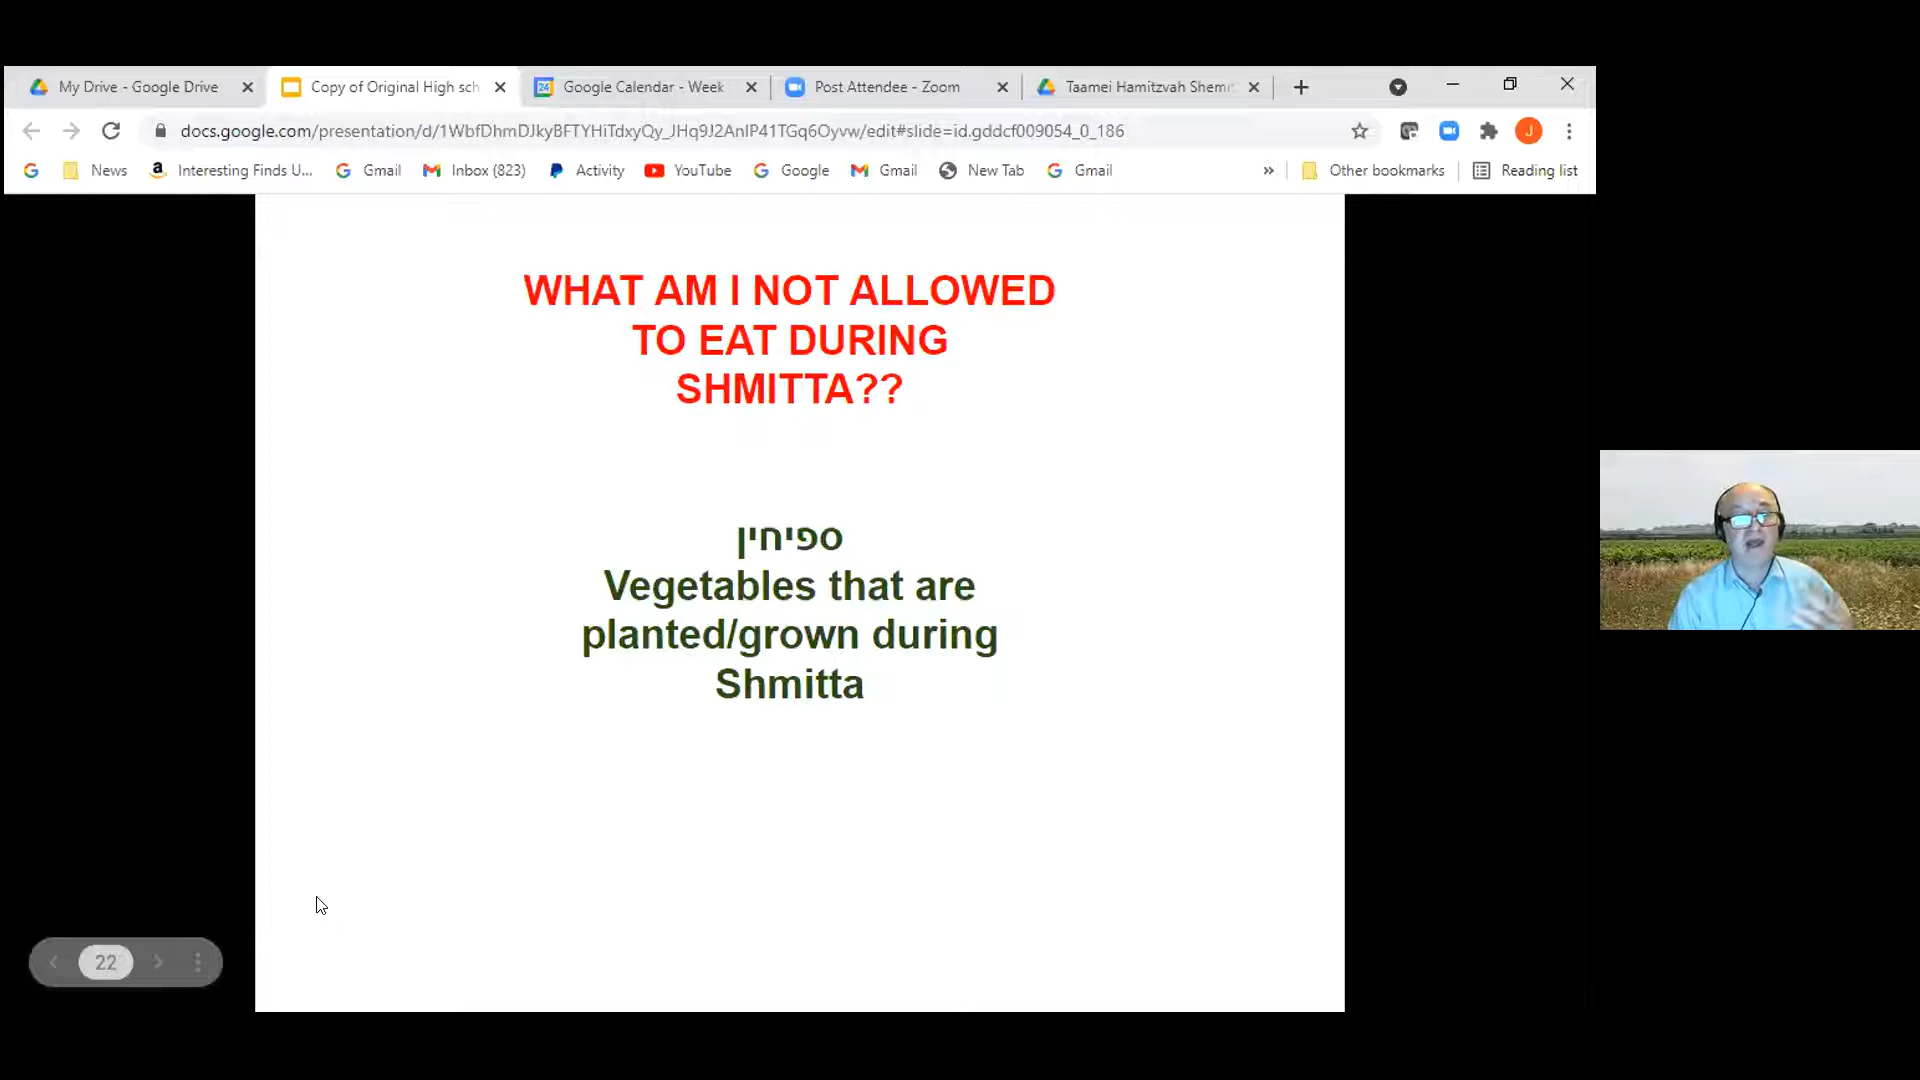 My Drive - Google Drive
Copy of Original High sch
Google Calendar - Week
Post Attendee - Zoom
Taamei Hamitzvah Shemi
docs.google.com/presentation/d/1WbfDhmDJkyBFTYHiTdxyQy_JHq9J2AnIP41TGq6Oyvw/edit#slide=id.gddcf009054_0_186
J
News
Interesting Finds U...
Gmail
Inbox (823)
Activity
YouTube
Google
Gmail
New Tab
Gmail
»
Other bookmarks
Reading list
WHAT AM I NOT ALLOWED
TO EAT DURING
SHMITTA??
ספיחין
Vegetables that are
planted/grown during
Shmitta
22